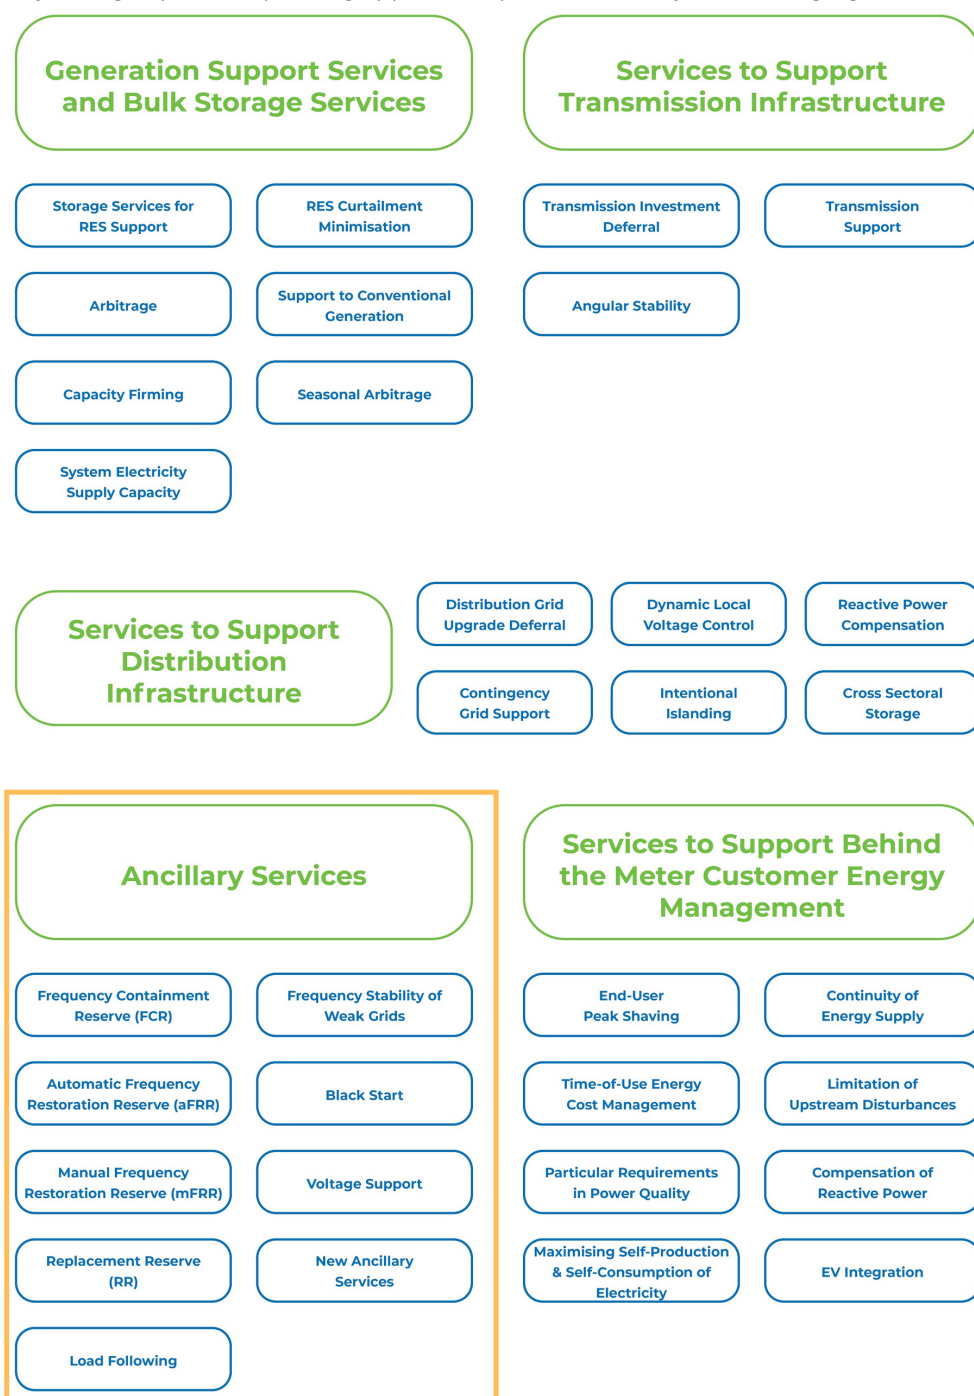 Generation Support Services
and Bulk Storage Services
Services to Support
Transmission Infrastructure
Storage Services for
RES Support
RES Curtailment
Minimisation
Transmission Investment
Deferral
Transmission
Support
Arbitrage
Support to Conventional
Generation
Angular Stability
Capacity Firming
Seasonal Arbitrage
System Electricity
Supply Capacity
Services to Support
Distribution
Infrastructure
Distribution Grid
Upgrade Deferral
Dynamic Local
Voltage Control
Reactive Power
Compensation
Contingency
Grid Support
Intentional
Islanding
Cross Sectoral
Storage
Ancillary Services
Services to Support Behind
the Meter Customer Energy
Management
Frequency Containment
Reserve (FCR)
Frequency Stability of
Weak Grids
End-User
Peak Shaving
Continuity of
Energy Supply
Automatic Frequency
Restoration Reserve (aFRR)
Black Start
Time-of-Use Energy
Cost Management
Limitation of
Upstream Disturbances
Manual Frequency
Restoration Reserve (mFRR)
Voltage Support
Particular Requirements
in Power Quality
Compensation of
Reactive Power
Replacement Reserve
(RR)
New Ancillary
Services
Maximising Self-Production
& Self-Consumption of
Electricity
EV Integration
Load Following